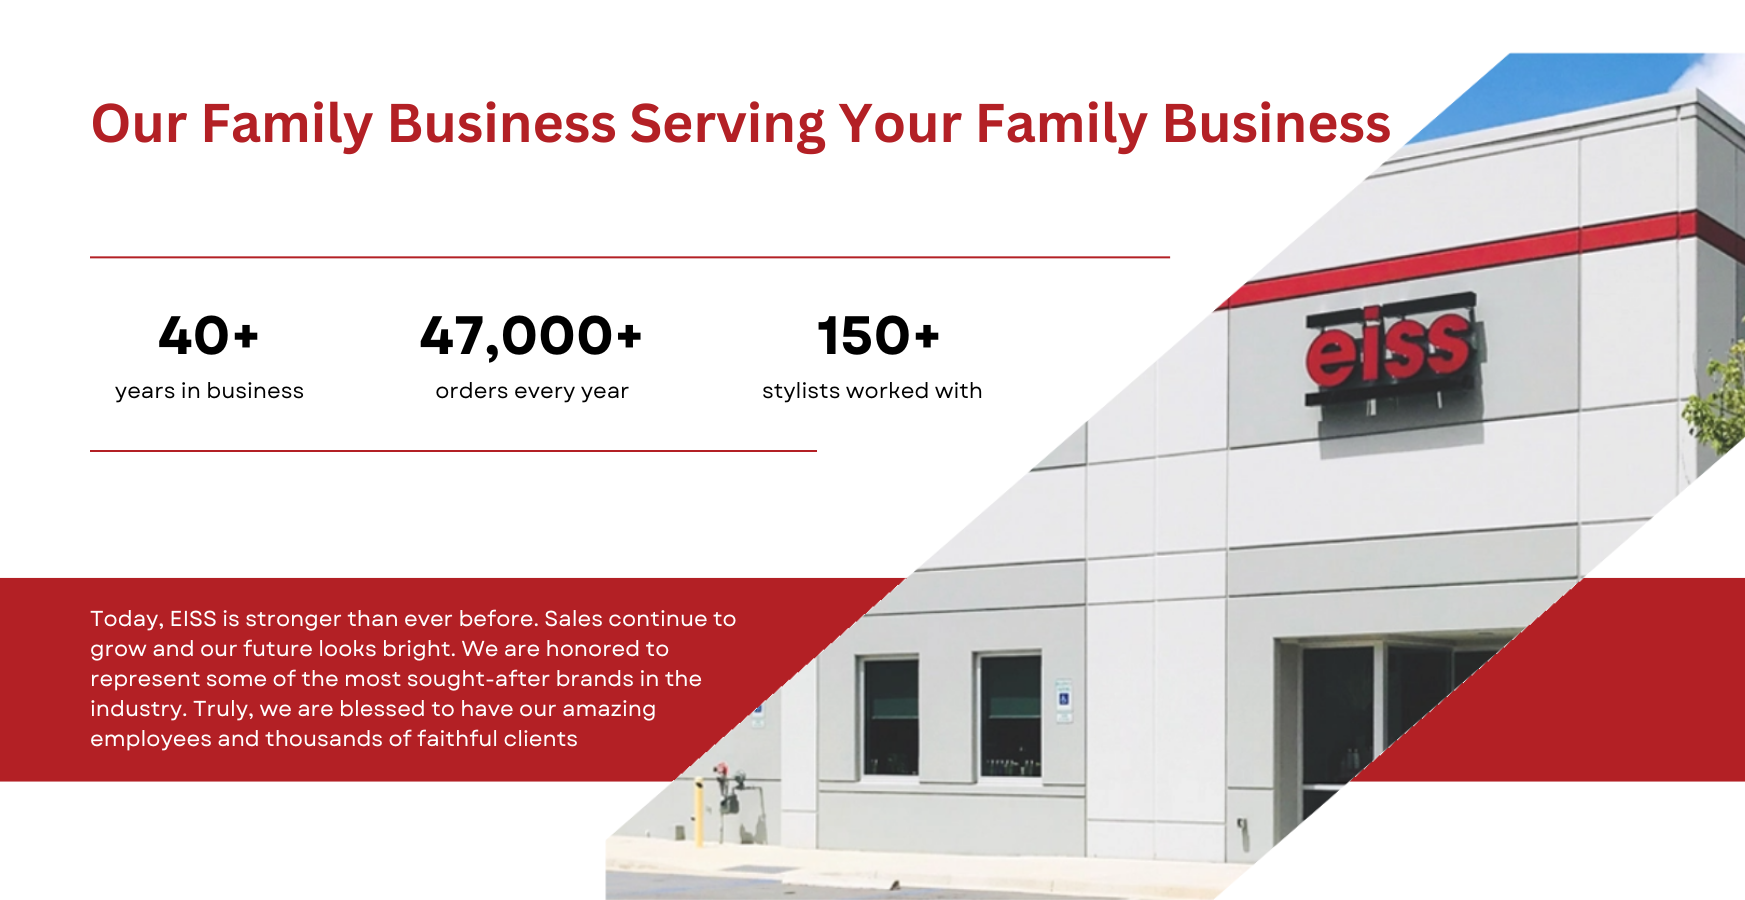 Our Family Business Serving Your Family Business
40+
years in business
47,000+
orders every year
150+
stylists worked with
eiss
Today, EISS is stronger than ever before. Sales continue to
grow and our future looks bright. We are honored to
represent some of the most sought-after brands in the
industry. Truly, we are blessed to have our amazing
employees and thousands of faithful clients